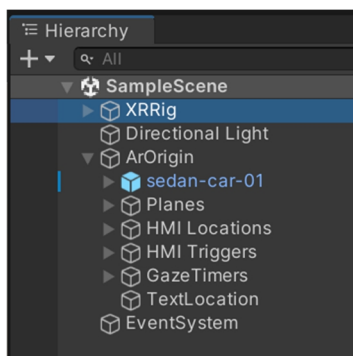 Hierarchy
All
SampleScene
XRRig
Directional Light
ArOrigin
sedan-car-01
Planes
HMI Locations
HMI Triggers
GazeTimers
TextLocation
EventSystem